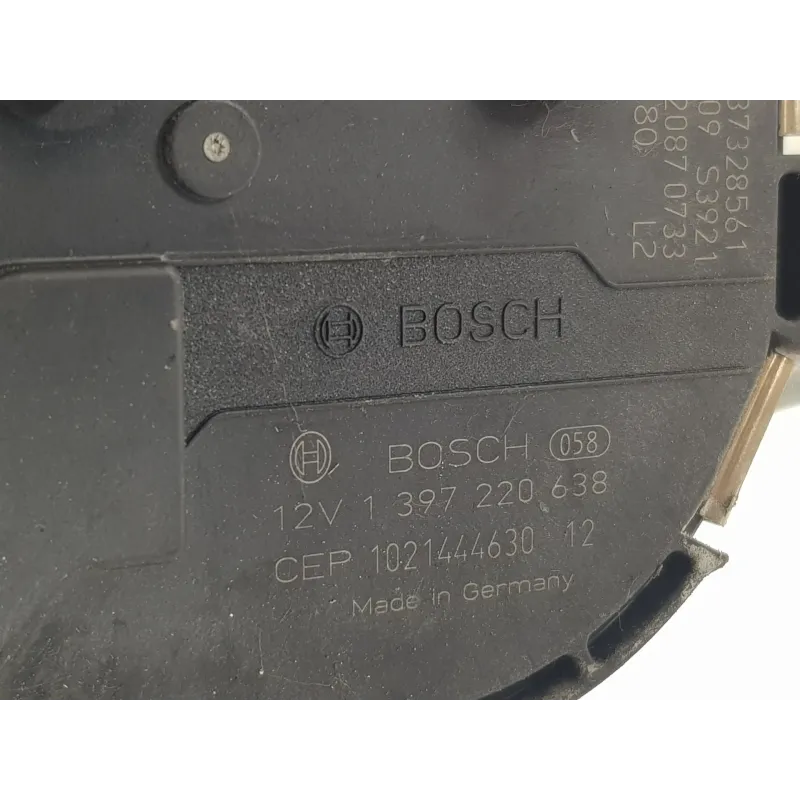 37328561
09 S3921
2087 0733
80 L2
BOSCH
BOSCH 058
12V 1 397 220 638
CEP 1021444630 12
Made in Germany